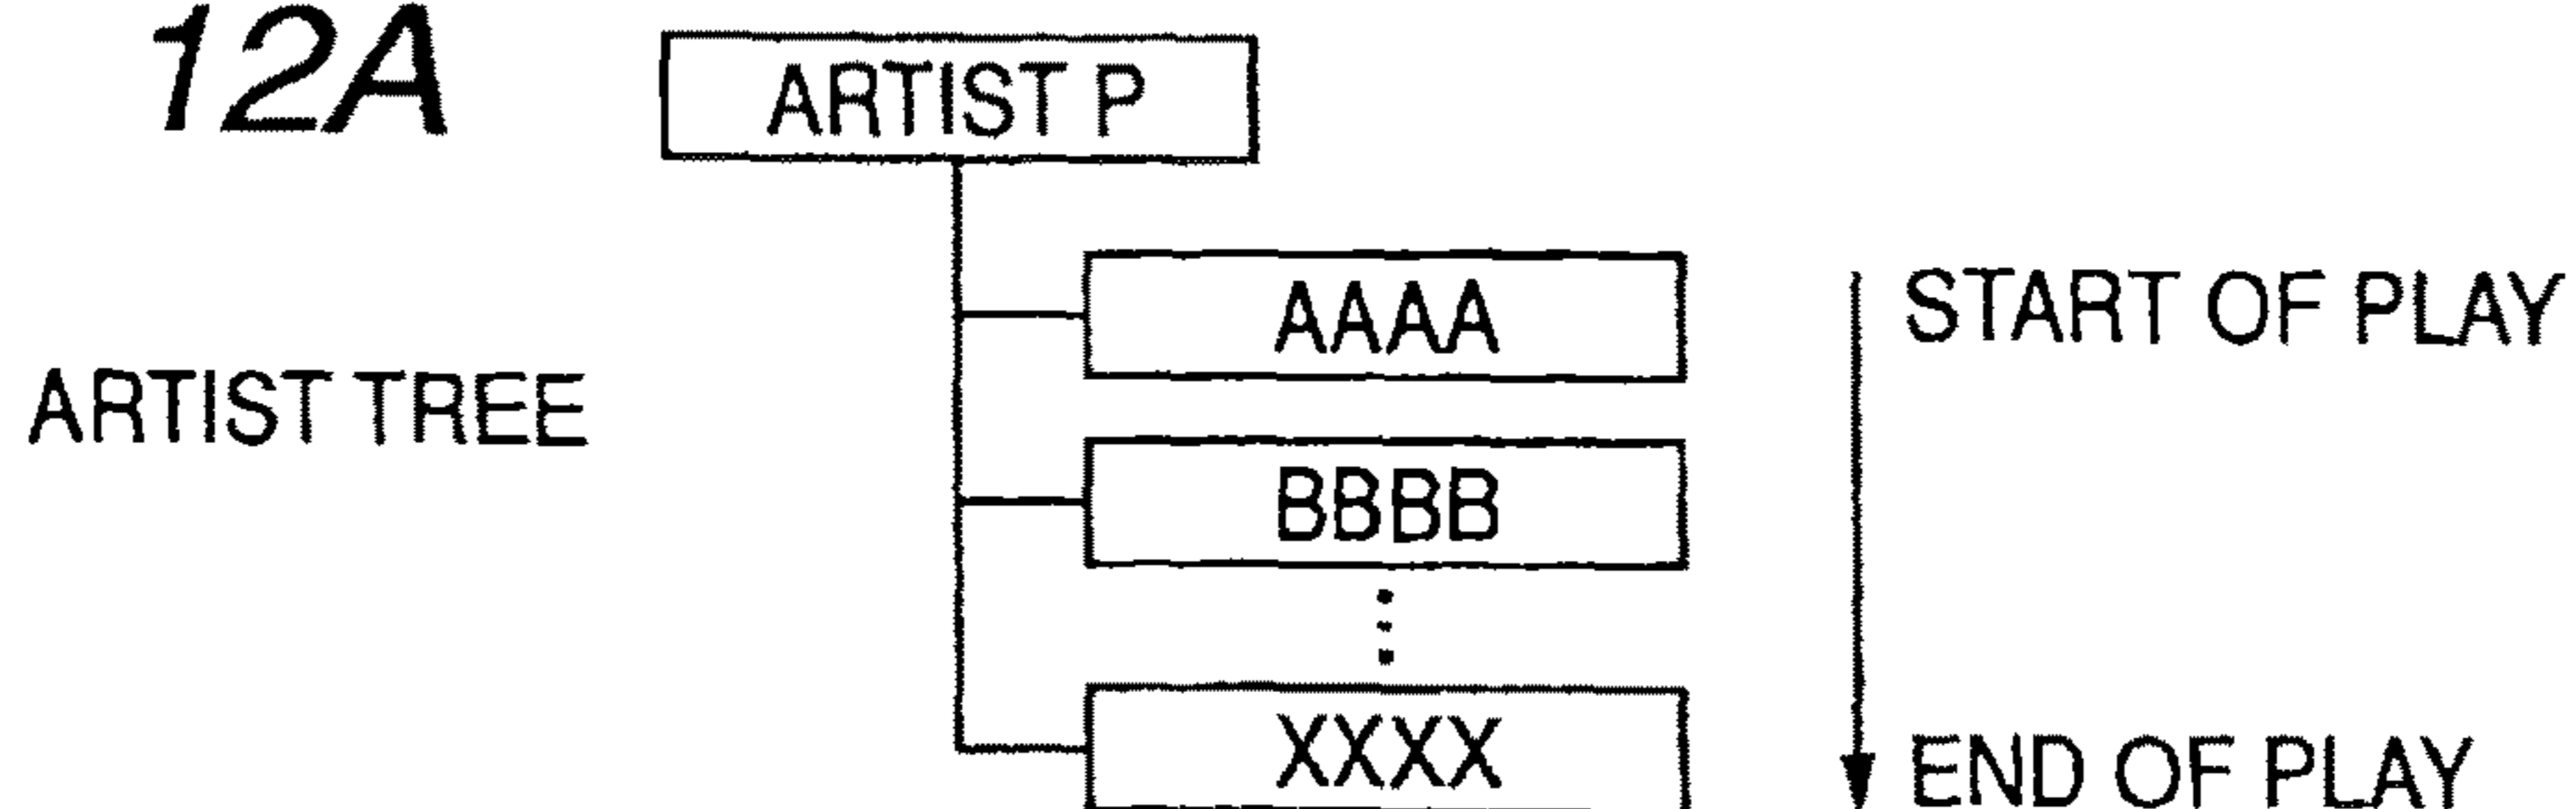 12A
ARTIST P
AAAA
START OF PLAY
ARTIST TREE
BBBB
XXXX
END OF PLAY